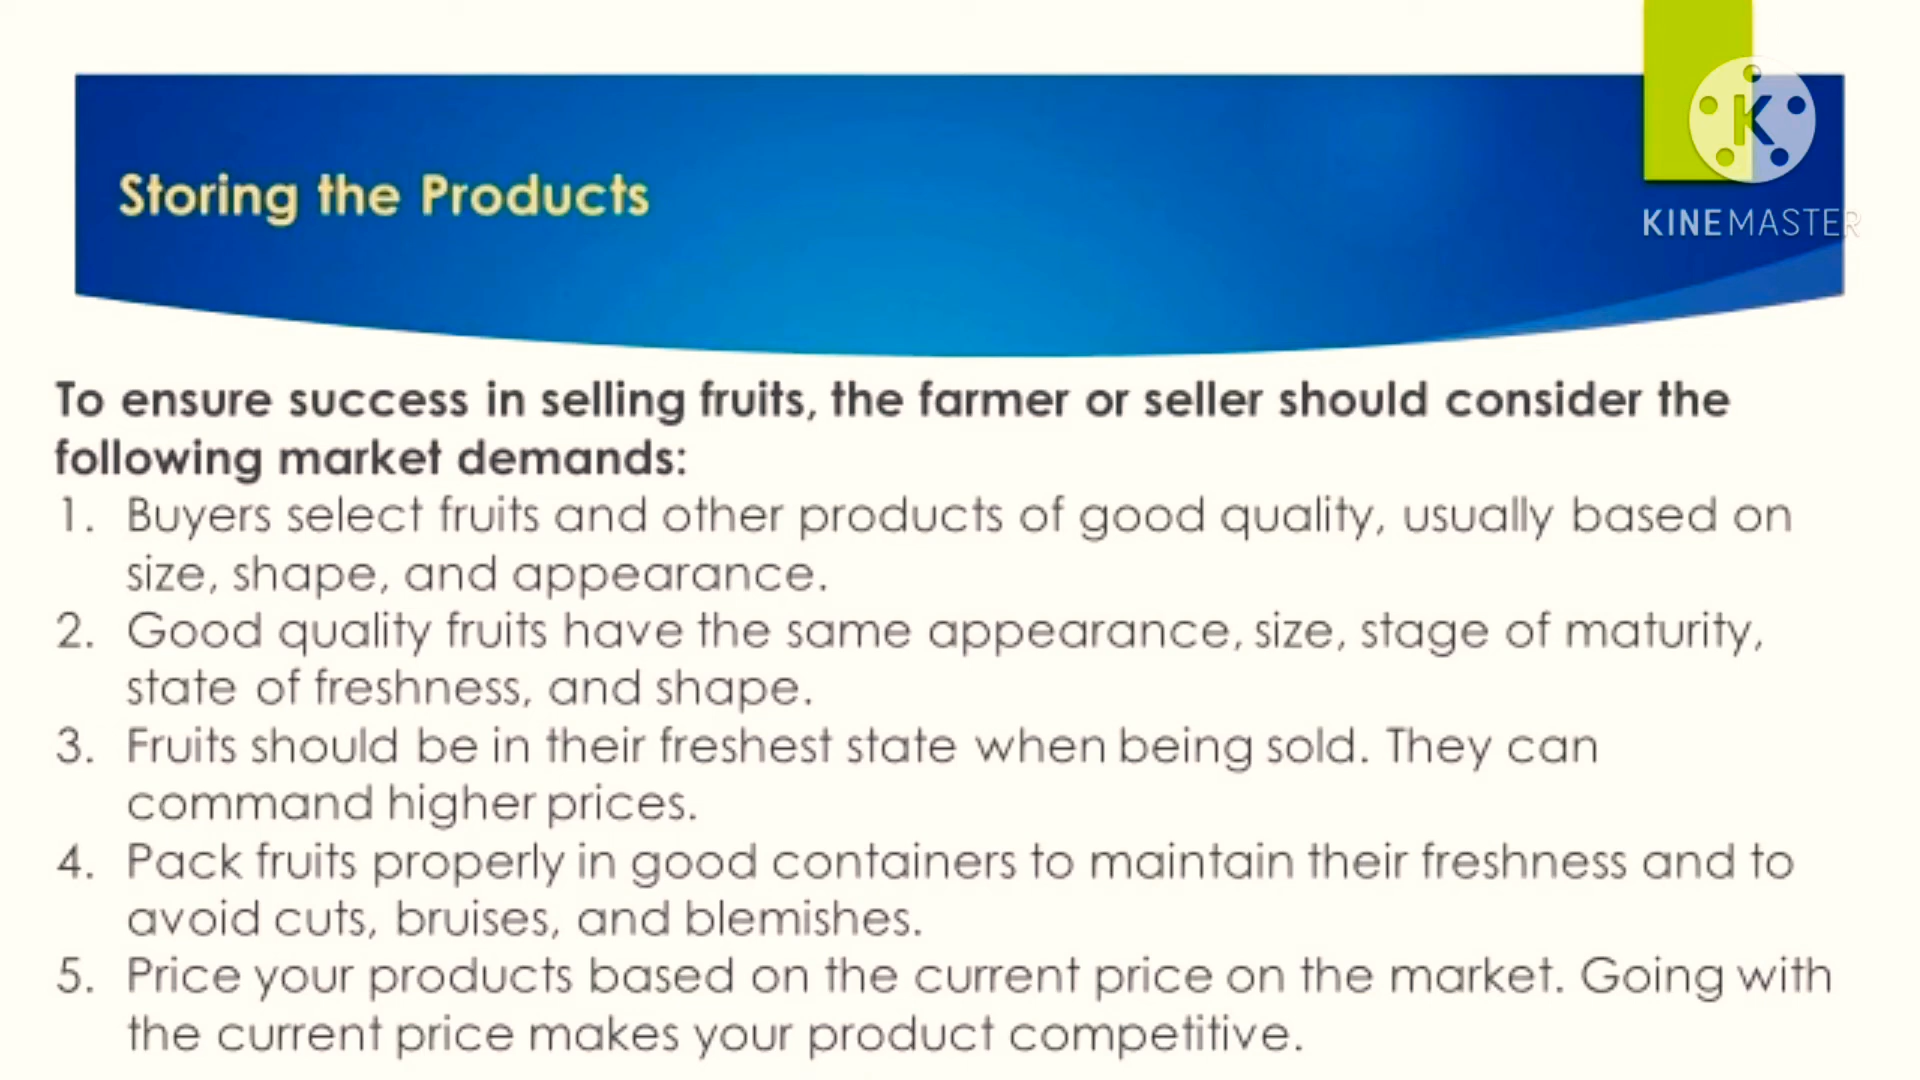 K
KINEMASTER
Storing the Products
To ensure success in selling fruits, the farmer or seller should consider the
following market demands:
1. Buyers select fruits and other products of good quality, usually based on
size, shape, and appearance.
2. Good quality fruits have the same appearance, size, stage of maturity,
state of freshness, and shape.
3. Fruits should be in their freshest state when being sold. They can
command higher prices.
4. Pack fruits properly in good containers to maintain their freshness and to
avoid cuts, bruises, and blemishes.
5. Price your products based on the current price on the market. Going with
the current price makes your product competitive.